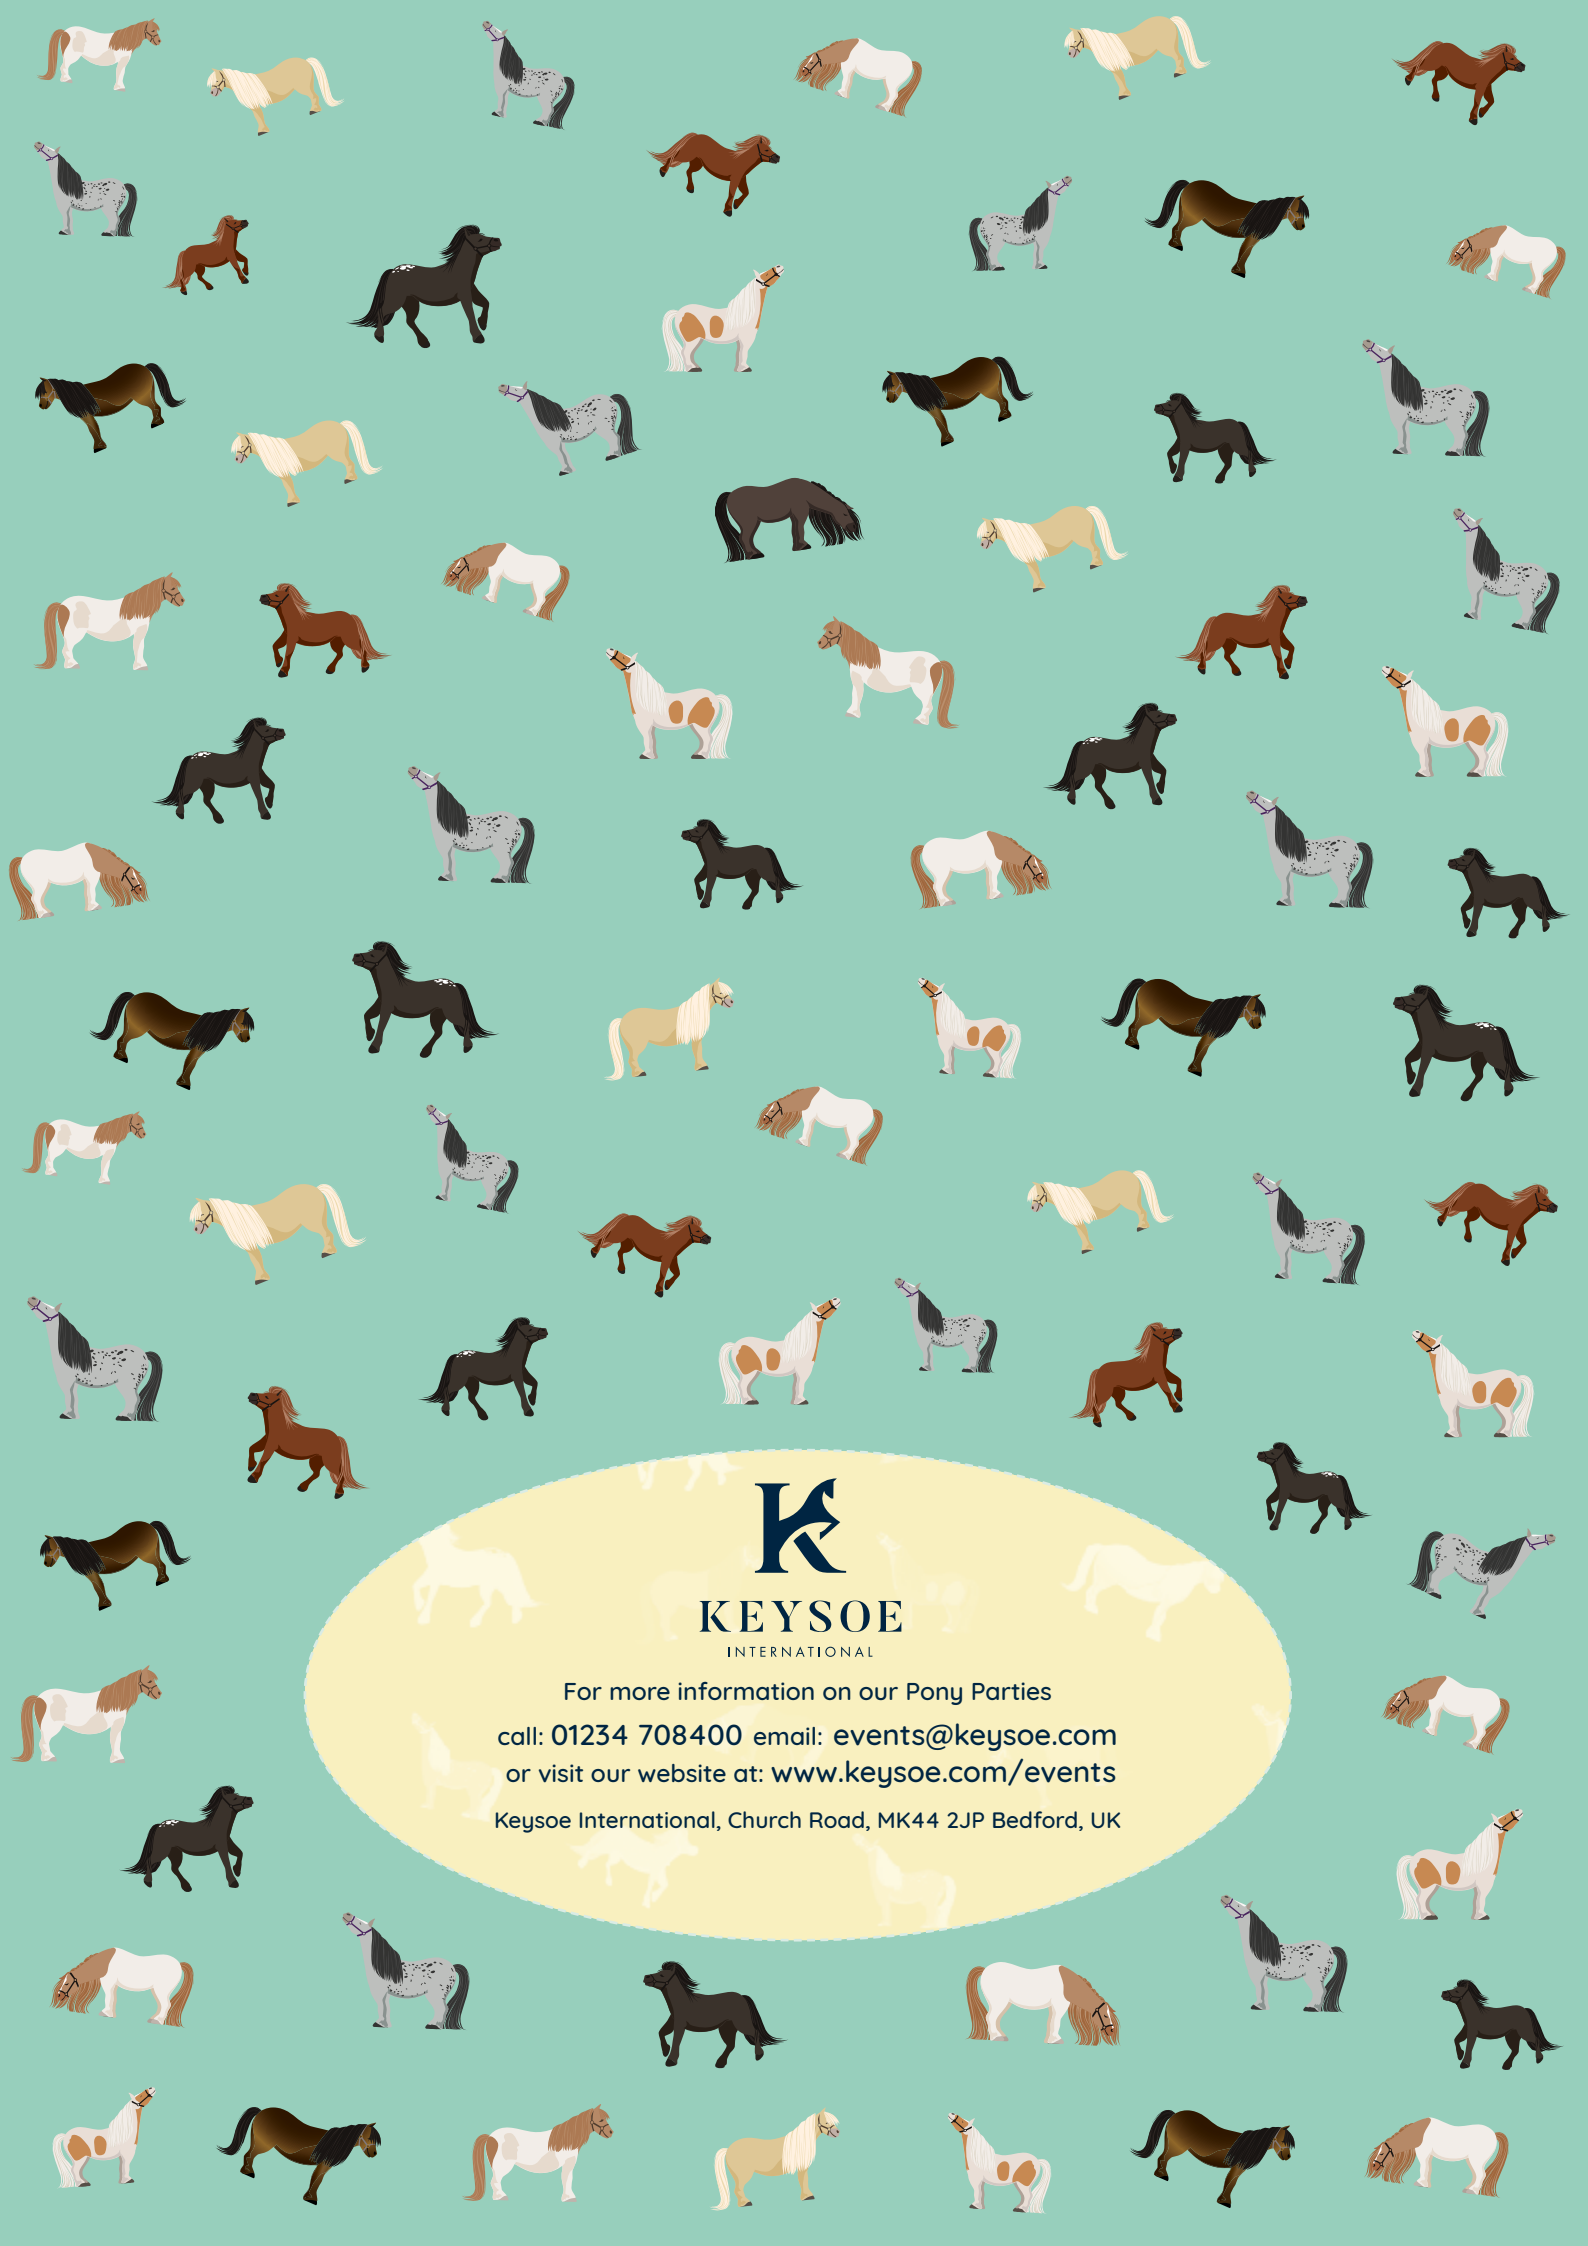 KEYSOE
INTERNATIONAL
For more information on our Pony Parties
call: 01234 708400 email: events@keysoe.com
or visit our website at: www.keysoe.com/events
Keysoe International, Church Road, MK44 2JP Bedford, UK